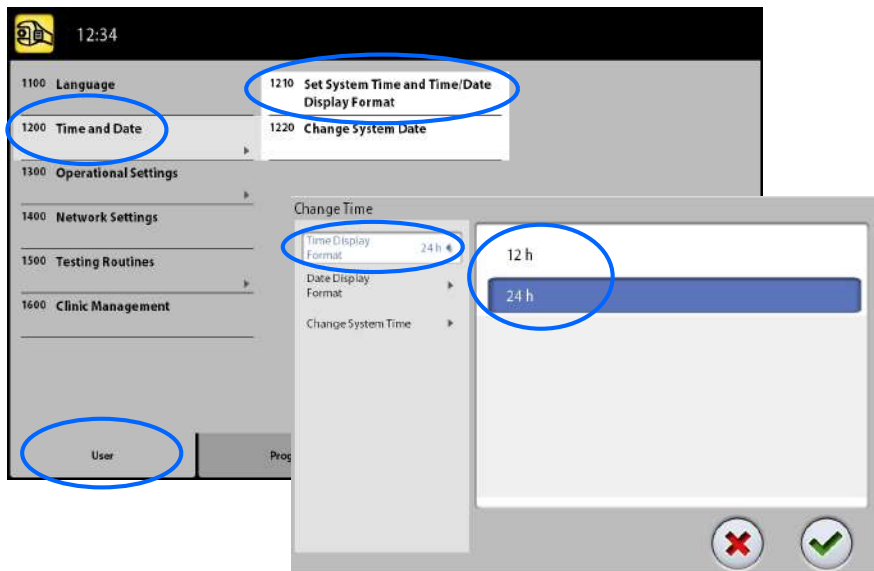 12:34
1100 Language
1200 Time and Date
1300 Operational Settings
1400 Network Settings
1500 Testing Routines
1600 Clinic Management
1210 Set System Time and Time/Date
Display Format
1220 Change System Date
User
Prog
Change Time
Time Display
Format 24 h
Date Display
Format
Change System Time
12 h
24 h